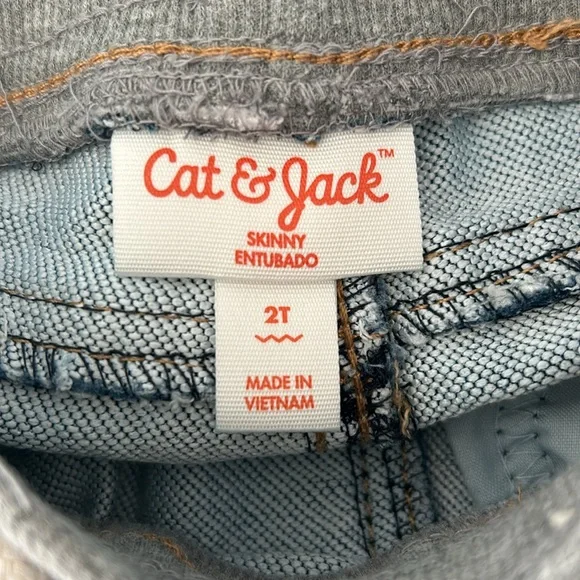 Cat & Jack™
SKINNY
ENTUBADO
2T
MADE IN
VIETNAM